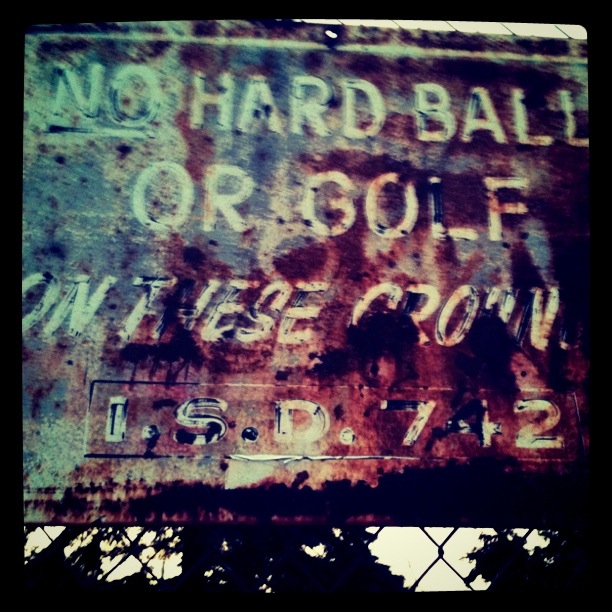 NO HARD BALL
OR GOLF
ON THESE GROUN
I.S.D. 742